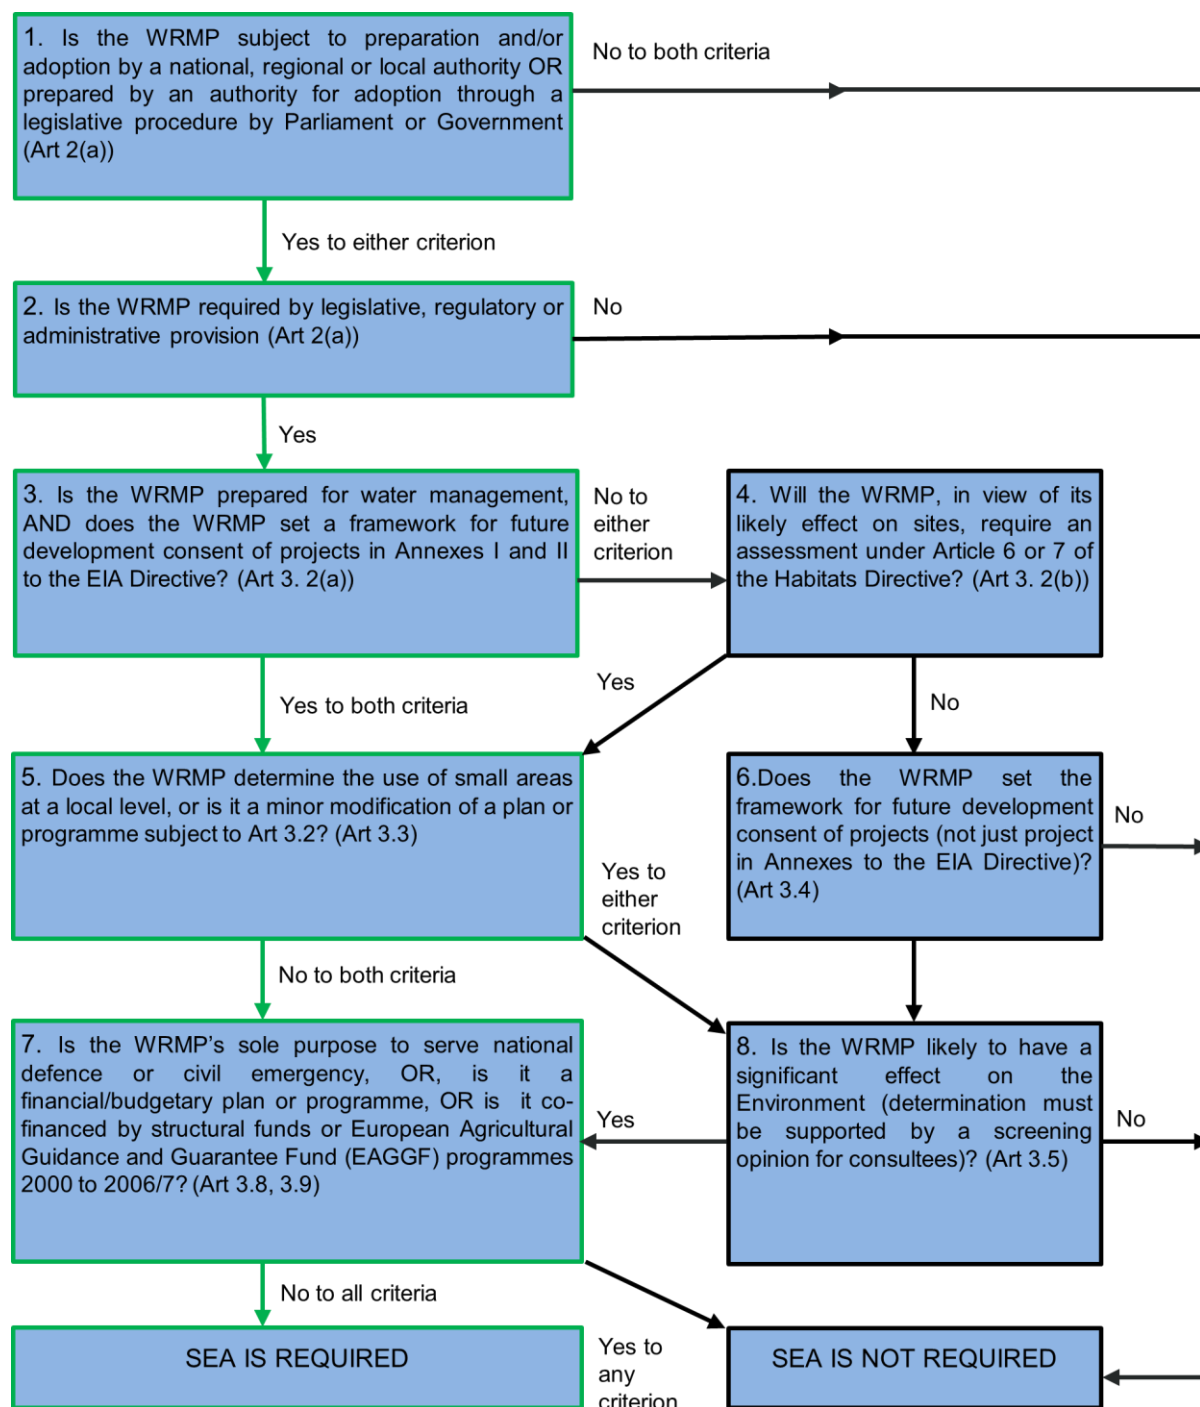 1. Is the WRMP subject to preparation and/or
adoption by a national, regional or local authority OR
prepared by an authority for adoption through a
legislative procedure by Parliament or Government
(Art 2(a))
No to both criteria
Yes to either criterion
2. Is the WRMP required by legislative, regulatory or
administrative provision (Art 2(a))
No
Yes
3. Is the WRMP prepared for water management,
AND does the WRMP set a framework for future
development consent of projects in Annexes I and II
to the EIA Directive? (Art 3. 2(a))
No to
either
criterion
4. Will the WRMP, in view of its
likely effect on sites, require an
assessment under Article 6 or 7 of
the Habitats Directive? (Art 3. 2(b))
Yes to both criteria
Yes
No
5. Does the WRMP determine the use of small areas
at a local level, or is it a minor modification of a plan or
programme subject to Art 3.2? (Art 3.3)
6.Does the WRMP set the
framework for future development
consent of projects (not just project
in Annexes to the EIA Directive)?
(Art 3.4)
No
Yes to
either
criterion
No to both criteria
7. Is the WRMP's sole purpose to serve national
defence or civil emergency, OR, is it a
financial/budgetary plan or programme, OR is it co-
financed by structural funds or European Agricultural
Guidance and Guarantee Fund (EAGGF) programmes
2000 to 2006/7? (Art 3.8, 3.9)
Yes
8. Is the WRMP likely to have a
significant effect on the
Environment (determination must
be supported by a screening
opinion for consultees)? (Art 3.5)
No
No to all criteria
SEA IS REQUIRED
Yes to
any
criterion
SEA IS NOT REQUIRED